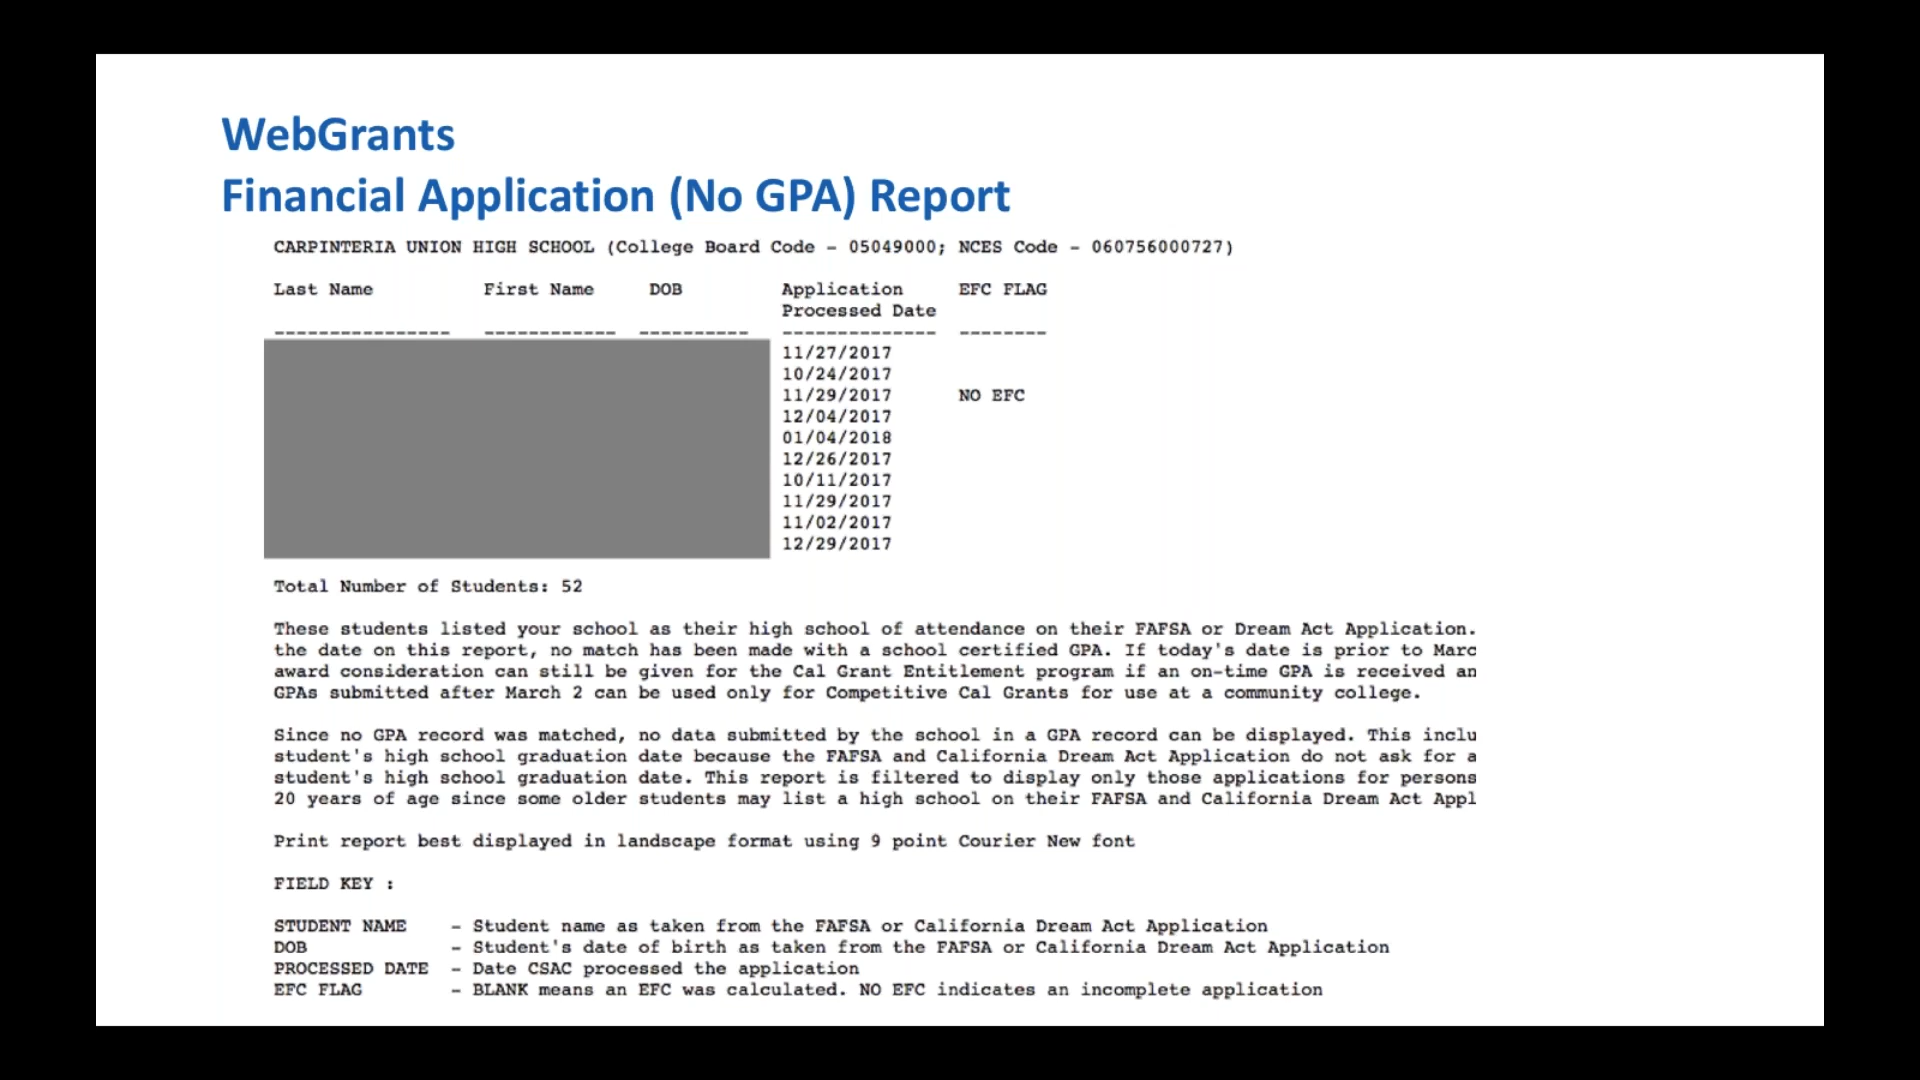 WebGrants
Financial Application (No GPA) Report
CARPINTERIA UNION HIGH SCHOOL (College Board Code - 05049000; NCES Code - 060756000727)
Last Name First Name DOB Application EFC FLAG
Processed Date
---------------- ------------ ---------- -------------- --------
11/27/2017
10/24/2017
11/29/2017 NO EFC
12/04/2017
01/04/2018
12/26/2017
10/11/2017
11/29/2017
11/02/2017
12/29/2017
Total Number of Students: 52
These students listed your school as their high school of attendance on their FAFSA or Dream Act Application.
the date on this report, no match has been made with a school certified GPA. If today's date is prior to Marc
award consideration can still be given for the Cal Grant Entitlement program if an on-time GPA is received an
GPAs submitted after March 2 can be used only for Competitive Cal Grants for use at a community college.
Since no GPA record was matched, no data submitted by the school in a GPA record can be displayed. This inclu
student's high school graduation date because the FAFSA and California Dream Act Application do not ask for a
student's high school graduation date. This report is filtered to display only those applications for persons
20 years of age since some older students may list a high school on their FAFSA and California Dream Act Appl
Print report best displayed in landscape format using 9 point Courier New font
FIELD KEY :
STUDENT NAME - Student name as taken from the FAFSA or California Dream Act Application
DOB - Student's date of birth as taken from the FAFSA or California Dream Act Application
PROCESSED DATE - Date CSAC processed the application
EFC FLAG - BLANK means an EFC was calculated. NO EFC indicates an incomplete application